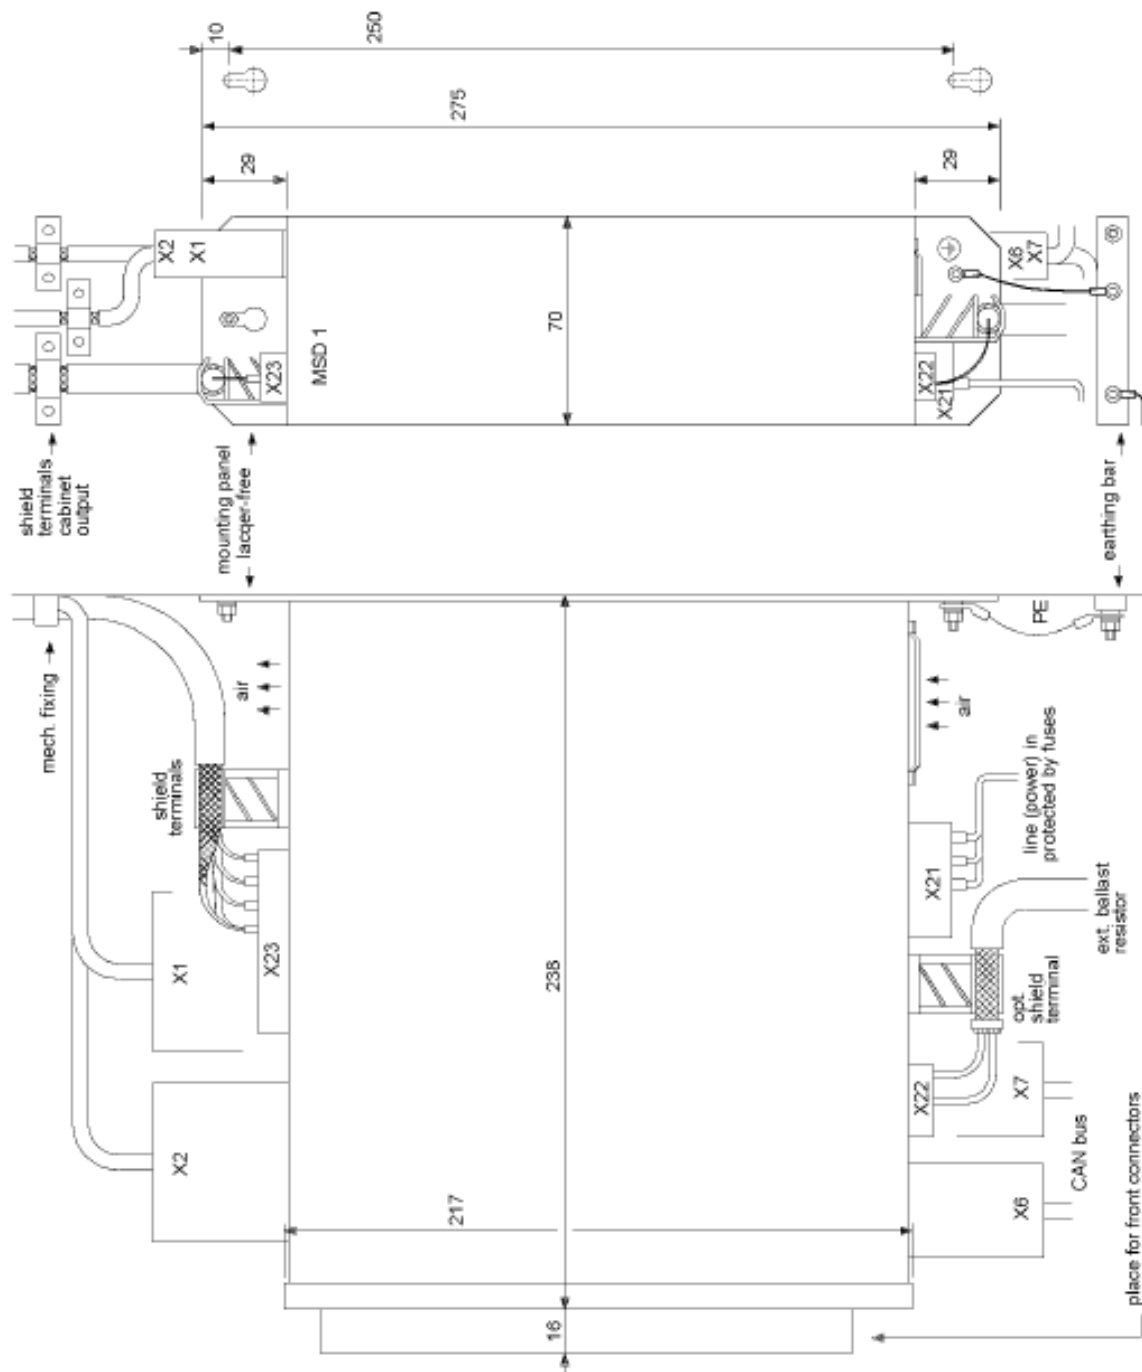 10
250
275
29
29
X2
X1
X23
MSD 1
70
X22
X21
X6
X7
shield
terminals
cabinet
output
mounting panel
lacqer-free
earthing bar
mech. fixing
air
shield
terminals
X1
X23
X2
238
217
16
PE
air
line (power) in
protected by fuses
X21
ext. ballast
resistor
opt.
shield
terminal
X22
X7
X6
CAN bus
place for front connectors